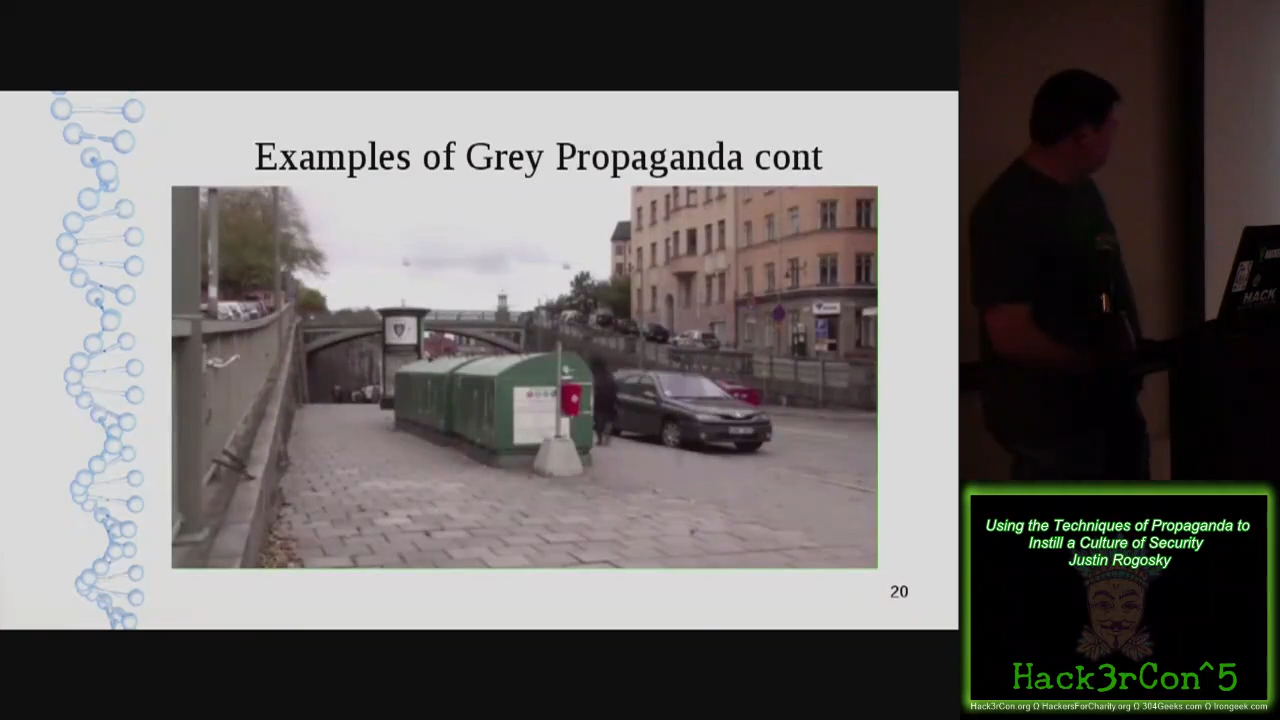 Examples of Grey Propaganda cont
20
HACK
Using the Techniques of Propaganda to
Instill a Culture of Security
Justin Rogosky
Hack3rCon^5
Hack3rCon.org Ω HackersForCharity.org Ω 304Geeks.com Ω Irongeek.com